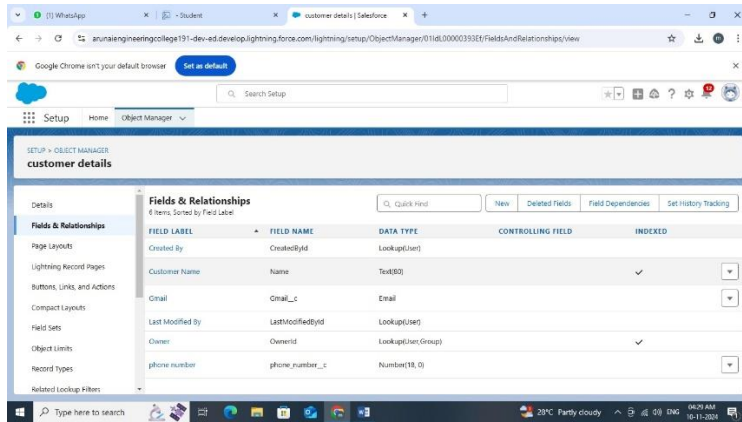 (1) WhatsApp
- Student
customer details | Salesforce
arunaiengineeringcollege191-dev-ed.develop.lightning.force.com/lightning/setup/ObjectManager/01IdL00000393Ef/FieldsAndRelationships/view
Google Chrome isn't your default browser
Set as default
Search Setup
12
Setup
Home
Object Manager
SETUP > OBJECT MANAGER
customer details
Details
Fields & Relationships
Page Layouts
Lightning Record Pages
Buttons, Links, and Actions
Compact Layouts
Field Sets
Object Limits
Record Types
Related Lookup Filters
Fields & Relationships
6 Items, Sorted by Field Label
Quick Find
New
Deleted Fields
Field Dependencies
Set History Tracking
FIELD LABEL FIELD NAME DATA TYPE CONTROLLING FIELD INDEXED
Created By CreatedById Lookup(User)
Customer Name Name Text(80)
Gmail Gmail__c Email
Last Modified By LastModifiedById Lookup(User)
Owner OwnerId Lookup(User,Group)
phone number phone_number__c Number(18, 0)
Type here to search
28°C Partly cloudy
ENG
04:29 AM
10-11-2024